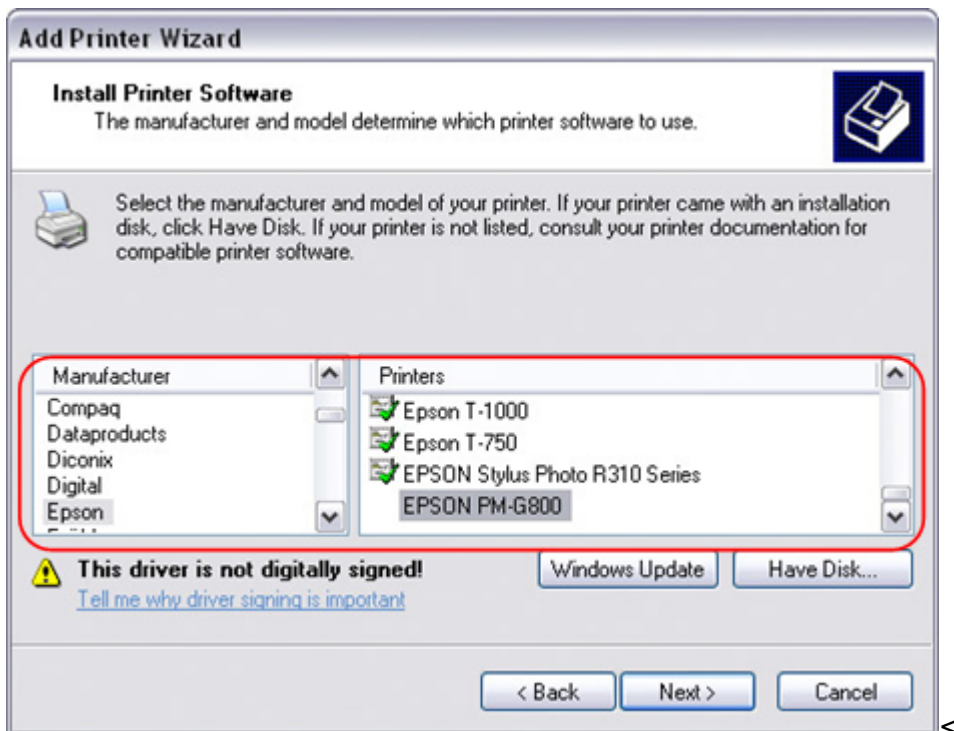 Add Printer Wizard
Install Printer Software
The manufacturer and model determine which printer software to use.
Select the manufacturer and model of your printer. If your printer came with an installation
disk, click Have Disk. If your printer is not listed, consult your printer documentation for
compatible printer software.
Manufacturer
Compaq
Dataproducts
Diconix
Digital
Epson
Printers
Epson T-1000
Epson T-750
EPSON Stylus Photo R310 Series
EPSON PM-G800
This driver is not digitally signed!
Tell me why driver signing is important
Windows Update
Have Disk...
< Back
Next >
Cancel
<